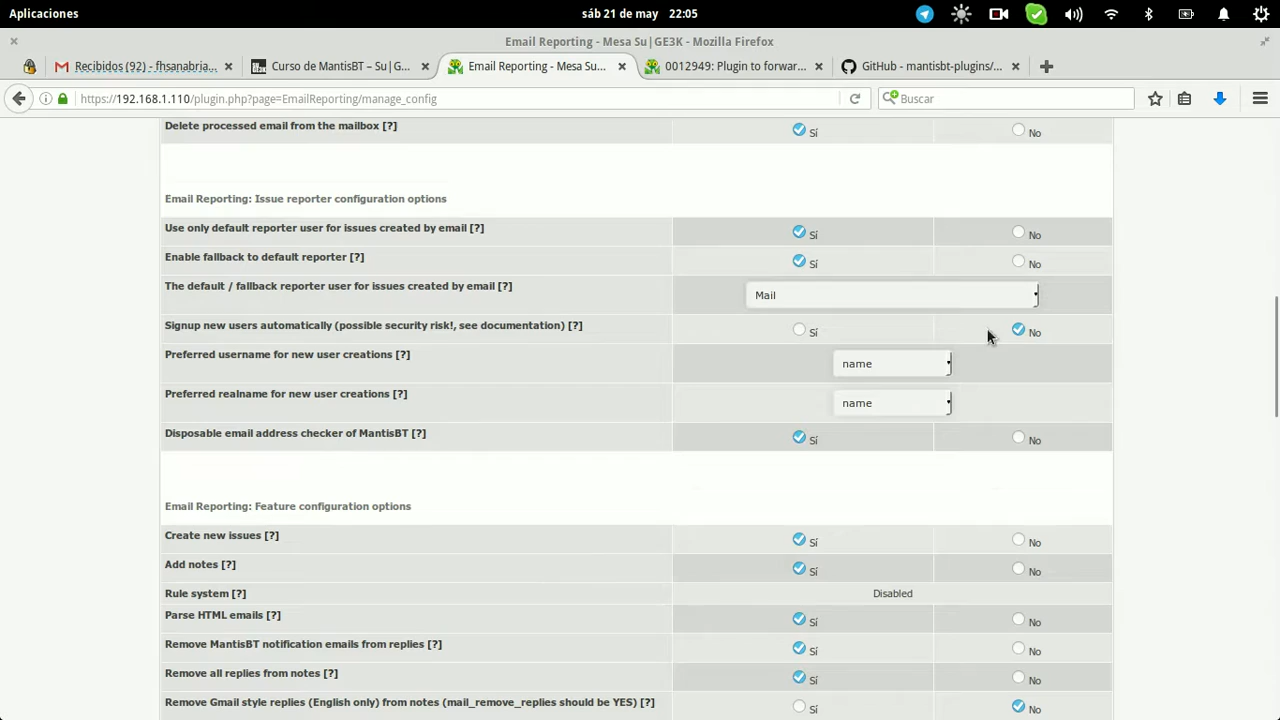 Aplicaciones sáb 21 de may 22:05
Email Reporting - Mesa Su|GE3K - Mozilla Firefox
Recibidos (92) - fhsanabria... Curso de MantisBT – Su|G... Email Reporting - Mesa Su... 0012949: Plugin to forwar... GitHub - mantisbt-plugins/...
https://192.168.1.110/plugin.php?page=EmailReporting/manage_config Buscar
Delete processed email from the mailbox [?] Sí No
Email Reporting: Issue reporter configuration options
Use only default reporter user for issues created by email [?] Sí No
Enable fallback to default reporter [?] Sí No
The default / fallback reporter user for issues created by email [?] Mail
Signup new users automatically (possible security risk!, see documentation) [?] Sí No
Preferred username for new user creations [?] name
Preferred realname for new user creations [?] name
Disposable email address checker of MantisBT [?] Sí No
Email Reporting: Feature configuration options
Create new issues [?] Sí No
Add notes [?] Sí No
Rule system [?] Disabled
Parse HTML emails [?] Sí No
Remove MantisBT notification emails from replies [?] Sí No
Remove all replies from notes [?] Sí No
Remove Gmail style replies (English only) from notes (mail_remove_replies should be YES) [?] Sí No